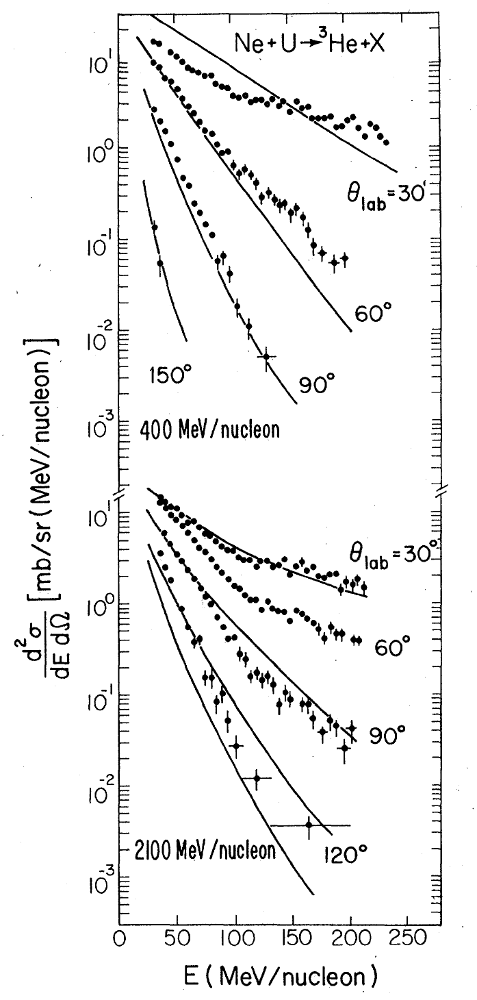 Ne+U→³He+X
10¹
10⁰
θlab=30°
10⁻¹
60°
10⁻²
150°
90°
10⁻³
400 MeV/nucleon
10¹
θlab=30°
10⁰
60°
10⁻¹
90°
10⁻²
2100 MeV/nucleon
120°
10⁻³
0 50 100 150 200 250
E (MeV/nucleon)
d²σ/dE dΩ [mb/sr (MeV/nucleon)]